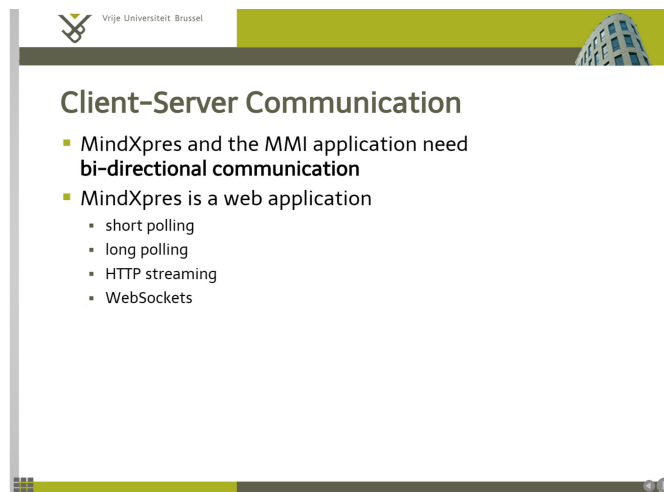 Vrije Universiteit Brussel
Client-Server Communication
MindXpres and the MMI application need
bi-directional communication
MindXpres is a web application
short polling
long polling
HTTP streaming
WebSockets